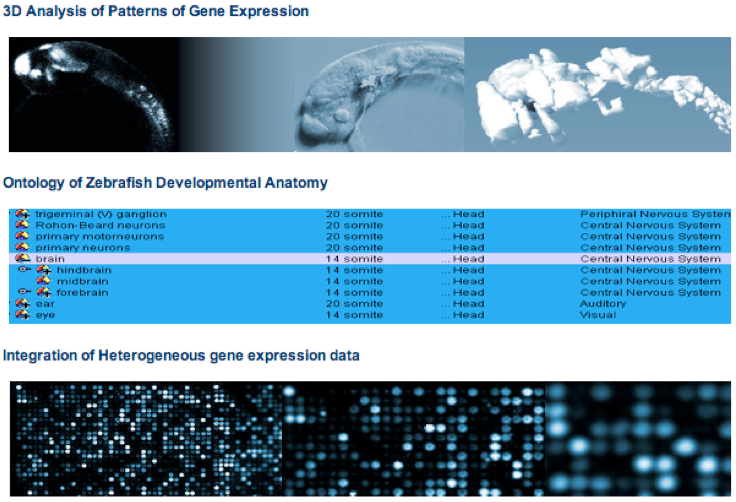 3D Analysis of Patterns of Gene Expression
Ontology of Zebrafish Developmental Anatomy
trigeminal (V) ganglion 20 somite ... Head Periphiral Nervous System
Rohon-Beard neurons 20 somite ... Head Central Nervous System
primary motorneurons 20 somite ... Head Central Nervous System
primary neurons 20 somite ... Head Central Nervous System
brain 14 somite ... Head Central Nervous System
hindbrain 14 somite ... Head Central Nervous System
midbrain 14 somite ... Head Central Nervous System
forebrain 14 somite ... Head Central Nervous System
ear 20 somite ... Head Auditory
eye 14 somite ... Head Visual
Integration of Heterogeneous gene expression data